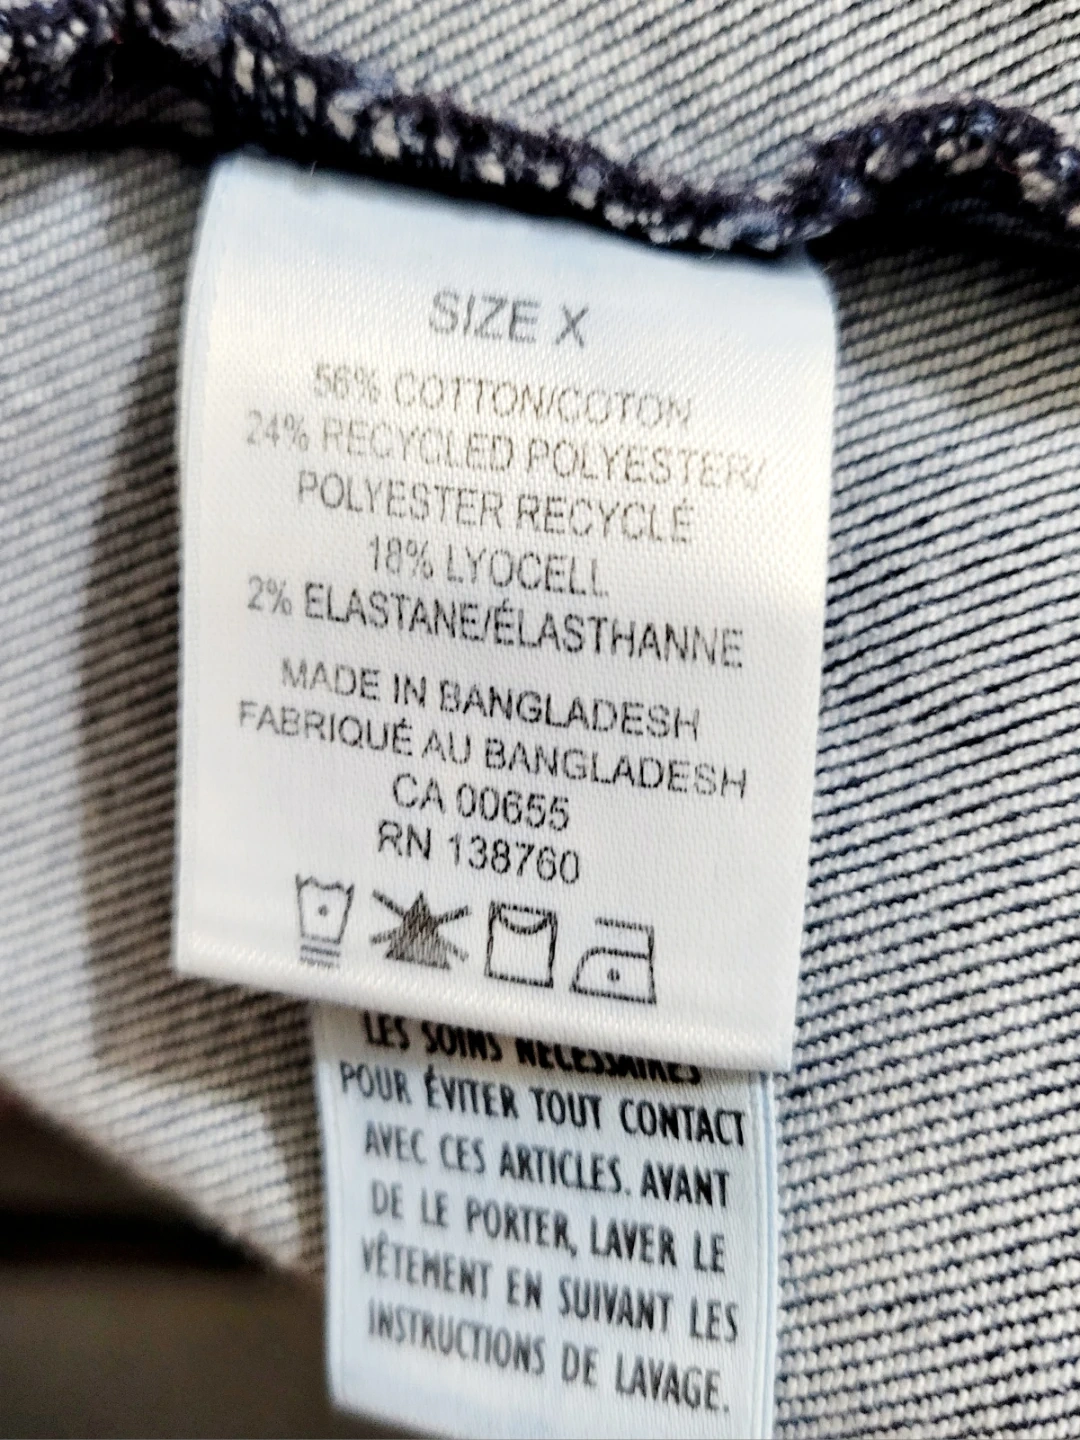 SIZE X
56% COTTON/COTON
24% RECYCLED POLYESTER/
POLYESTER RECYCLÉ
18% LYOCELL
2% ELASTANE/ÉLASTHANNE
MADE IN BANGLADESH
FABRIQUÉ AU BANGLADESH
CA 00655
RN 138760
LES SOINS NÉCESSAIRES
POUR ÉVITER TOUT CONTACT
AVEC CES ARTICLES. AVANT
DE LE PORTER, LAVER LE
VÊTEMENT EN SUIVANT LES
INSTRUCTIONS DE LAVAGE.